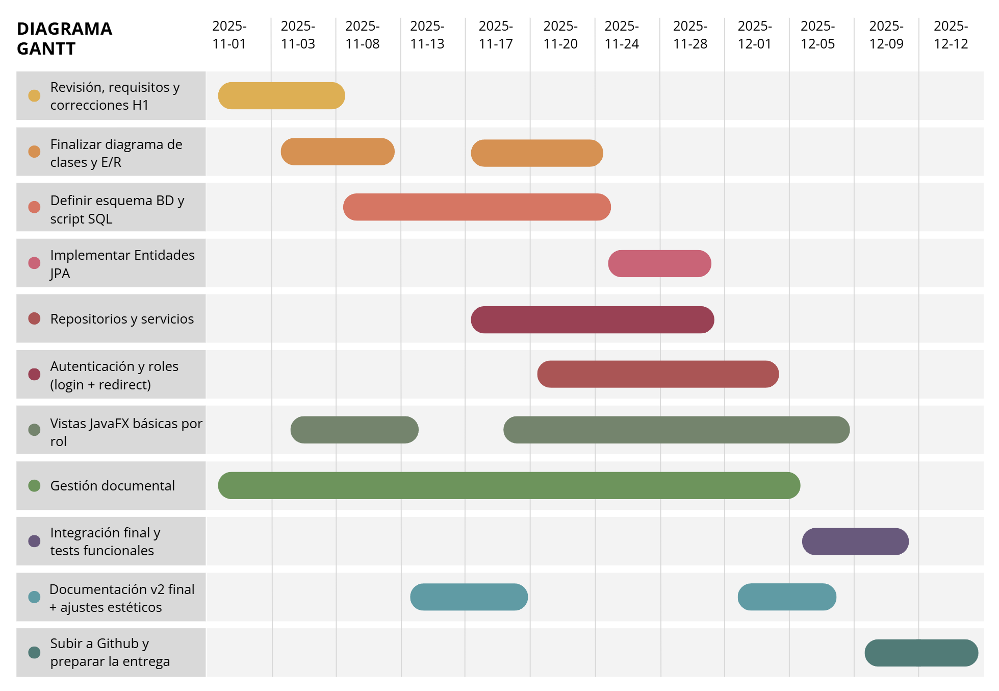 DIAGRAMA
GANTT
2025-
11-01
2025-
11-03
2025-
11-08
2025-
11-13
2025-
11-17
2025-
11-20
2025-
11-24
2025-
11-28
2025-
12-01
2025-
12-05
2025-
12-09
2025-
12-12
Revisión, requisitos y
correcciones H1
Finalizar diagrama de
clases y E/R
Definir esquema BD y
script SQL
Implementar Entidades
JPA
Repositorios y servicios
Autenticación y roles
(login + redirect)
Vistas JavaFX básicas por
rol
Gestión documental
Integración final y
tests funcionales
Documentación v2 final
+ ajustes estéticos
Subir a Github y
preparar la entrega